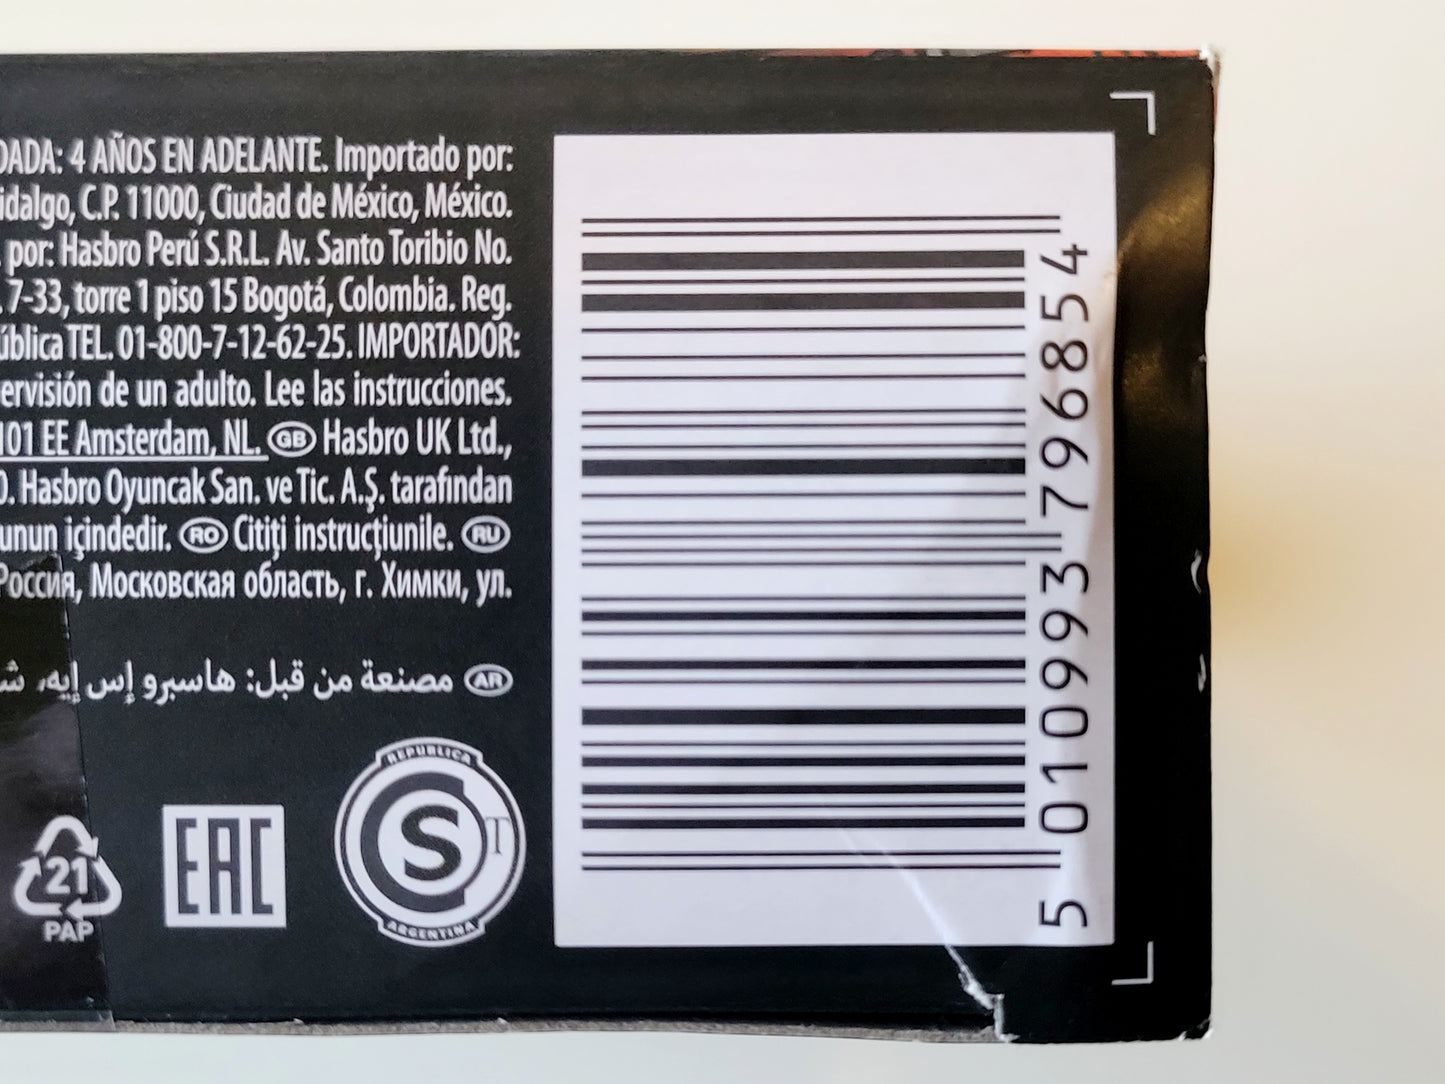 DADA: 4 AÑOS EN ADELANTE. Importado por:
idalgo, C.P. 11000, Ciudad de México, México.
por: Hasbro Perú S.R.L. Av. Santo Toribio No.
. 7-33, torre 1 piso 15 Bogotá, Colombia. Reg.
ública TEL. 01-800-7-12-62-25. IMPORTADOR:
ervisión de un adulto. Lee las instrucciones.
101 EE Amsterdam, NL. GB Hasbro UK Ltd.,
0. Hasbro Oyuncak San. ve Tic. A.Ş. tarafından
unun içindedir. RO Citiți instrucțiunile. RU
Россия, Московская область, г. Химки, ул.
AR مصنعة من قبل: هاسبرو إس إيه، شـ
21
PAP
EAC
REPUBLICA
S T
ARGENTINA
5 010993 796854